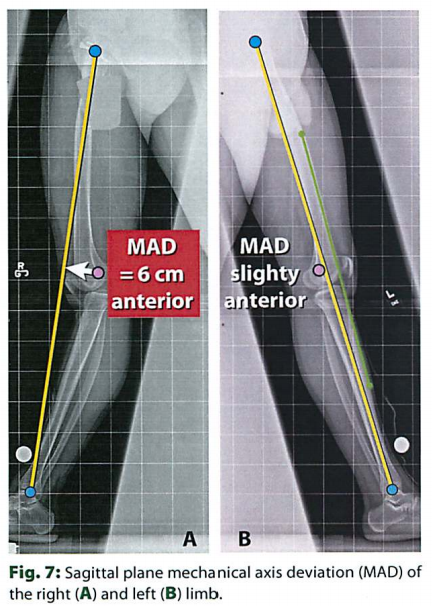 MAD
= 6 cm
anterior
MAD
slighty
anterior
R
L
A
B
Fig. 7: Sagittal plane mechanical axis deviation (MAD) of
the right (A) and left (B) limb.